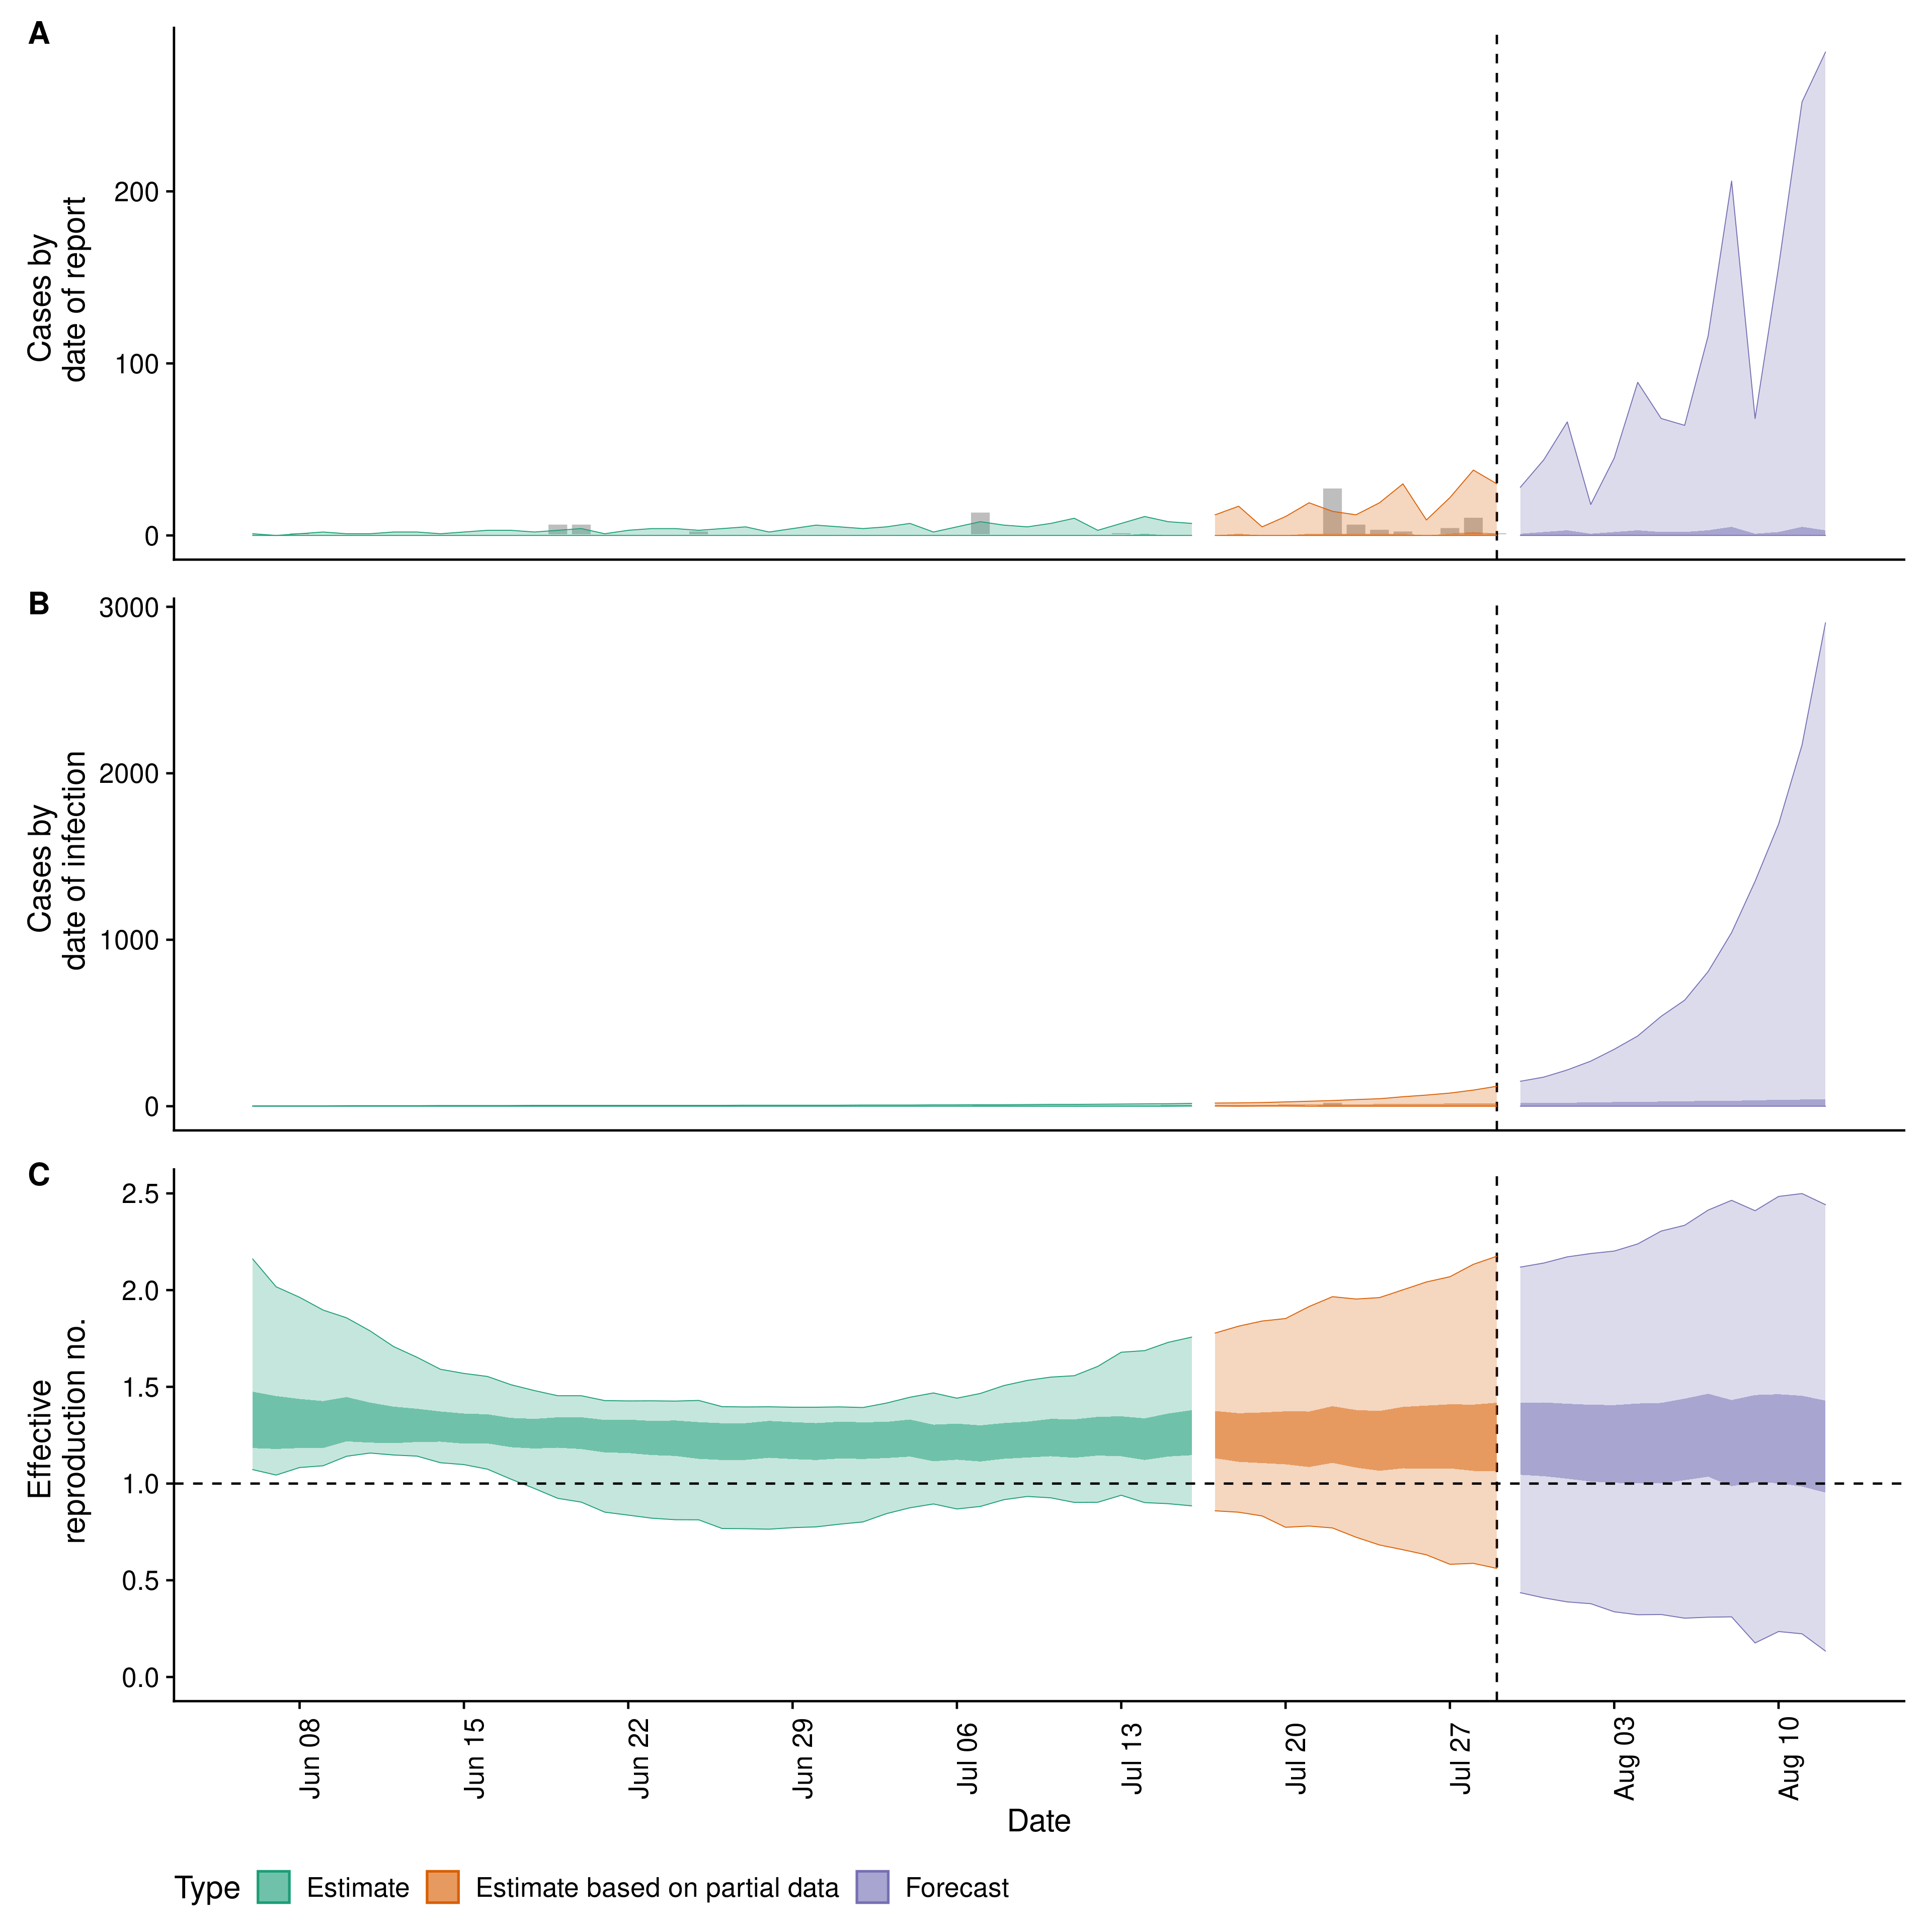 A
Cases by
date of report
200
100
0
B
Cases by
date of infection
3000
2000
1000
0
C
Effective
reproduction no.
2.5
2.0
1.5
1.0
0.5
0.0
Jun 08
Jun 15
Jun 22
Jun 29
Jul 06
Jul 13
Jul 20
Jul 27
Aug 03
Aug 10
Date
Type Estimate Estimate based on partial data Forecast